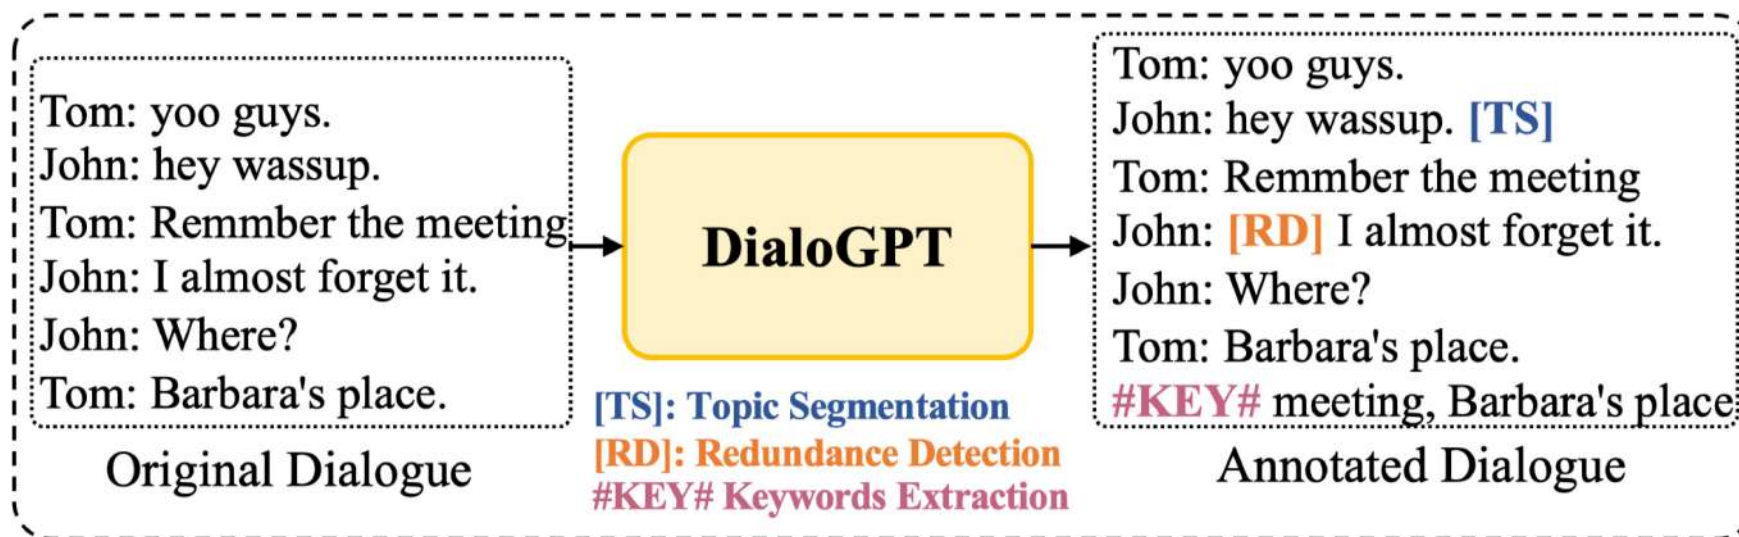 Tom: yoo guys.
John: hey wassup.
Tom: Remmber the meeting
John: I almost forget it.
John: Where?
Tom: Barbara's place.
Original Dialogue
DialoGPT
[TS]: Topic Segmentation
[RD]: Redundance Detection
#KEY# Keywords Extraction
Tom: yoo guys.
John: hey wassup. [TS]
Tom: Remmber the meeting
John: [RD] I almost forget it.
John: Where?
Tom: Barbara's place.
#KEY# meeting, Barbara's place
Annotated Dialogue